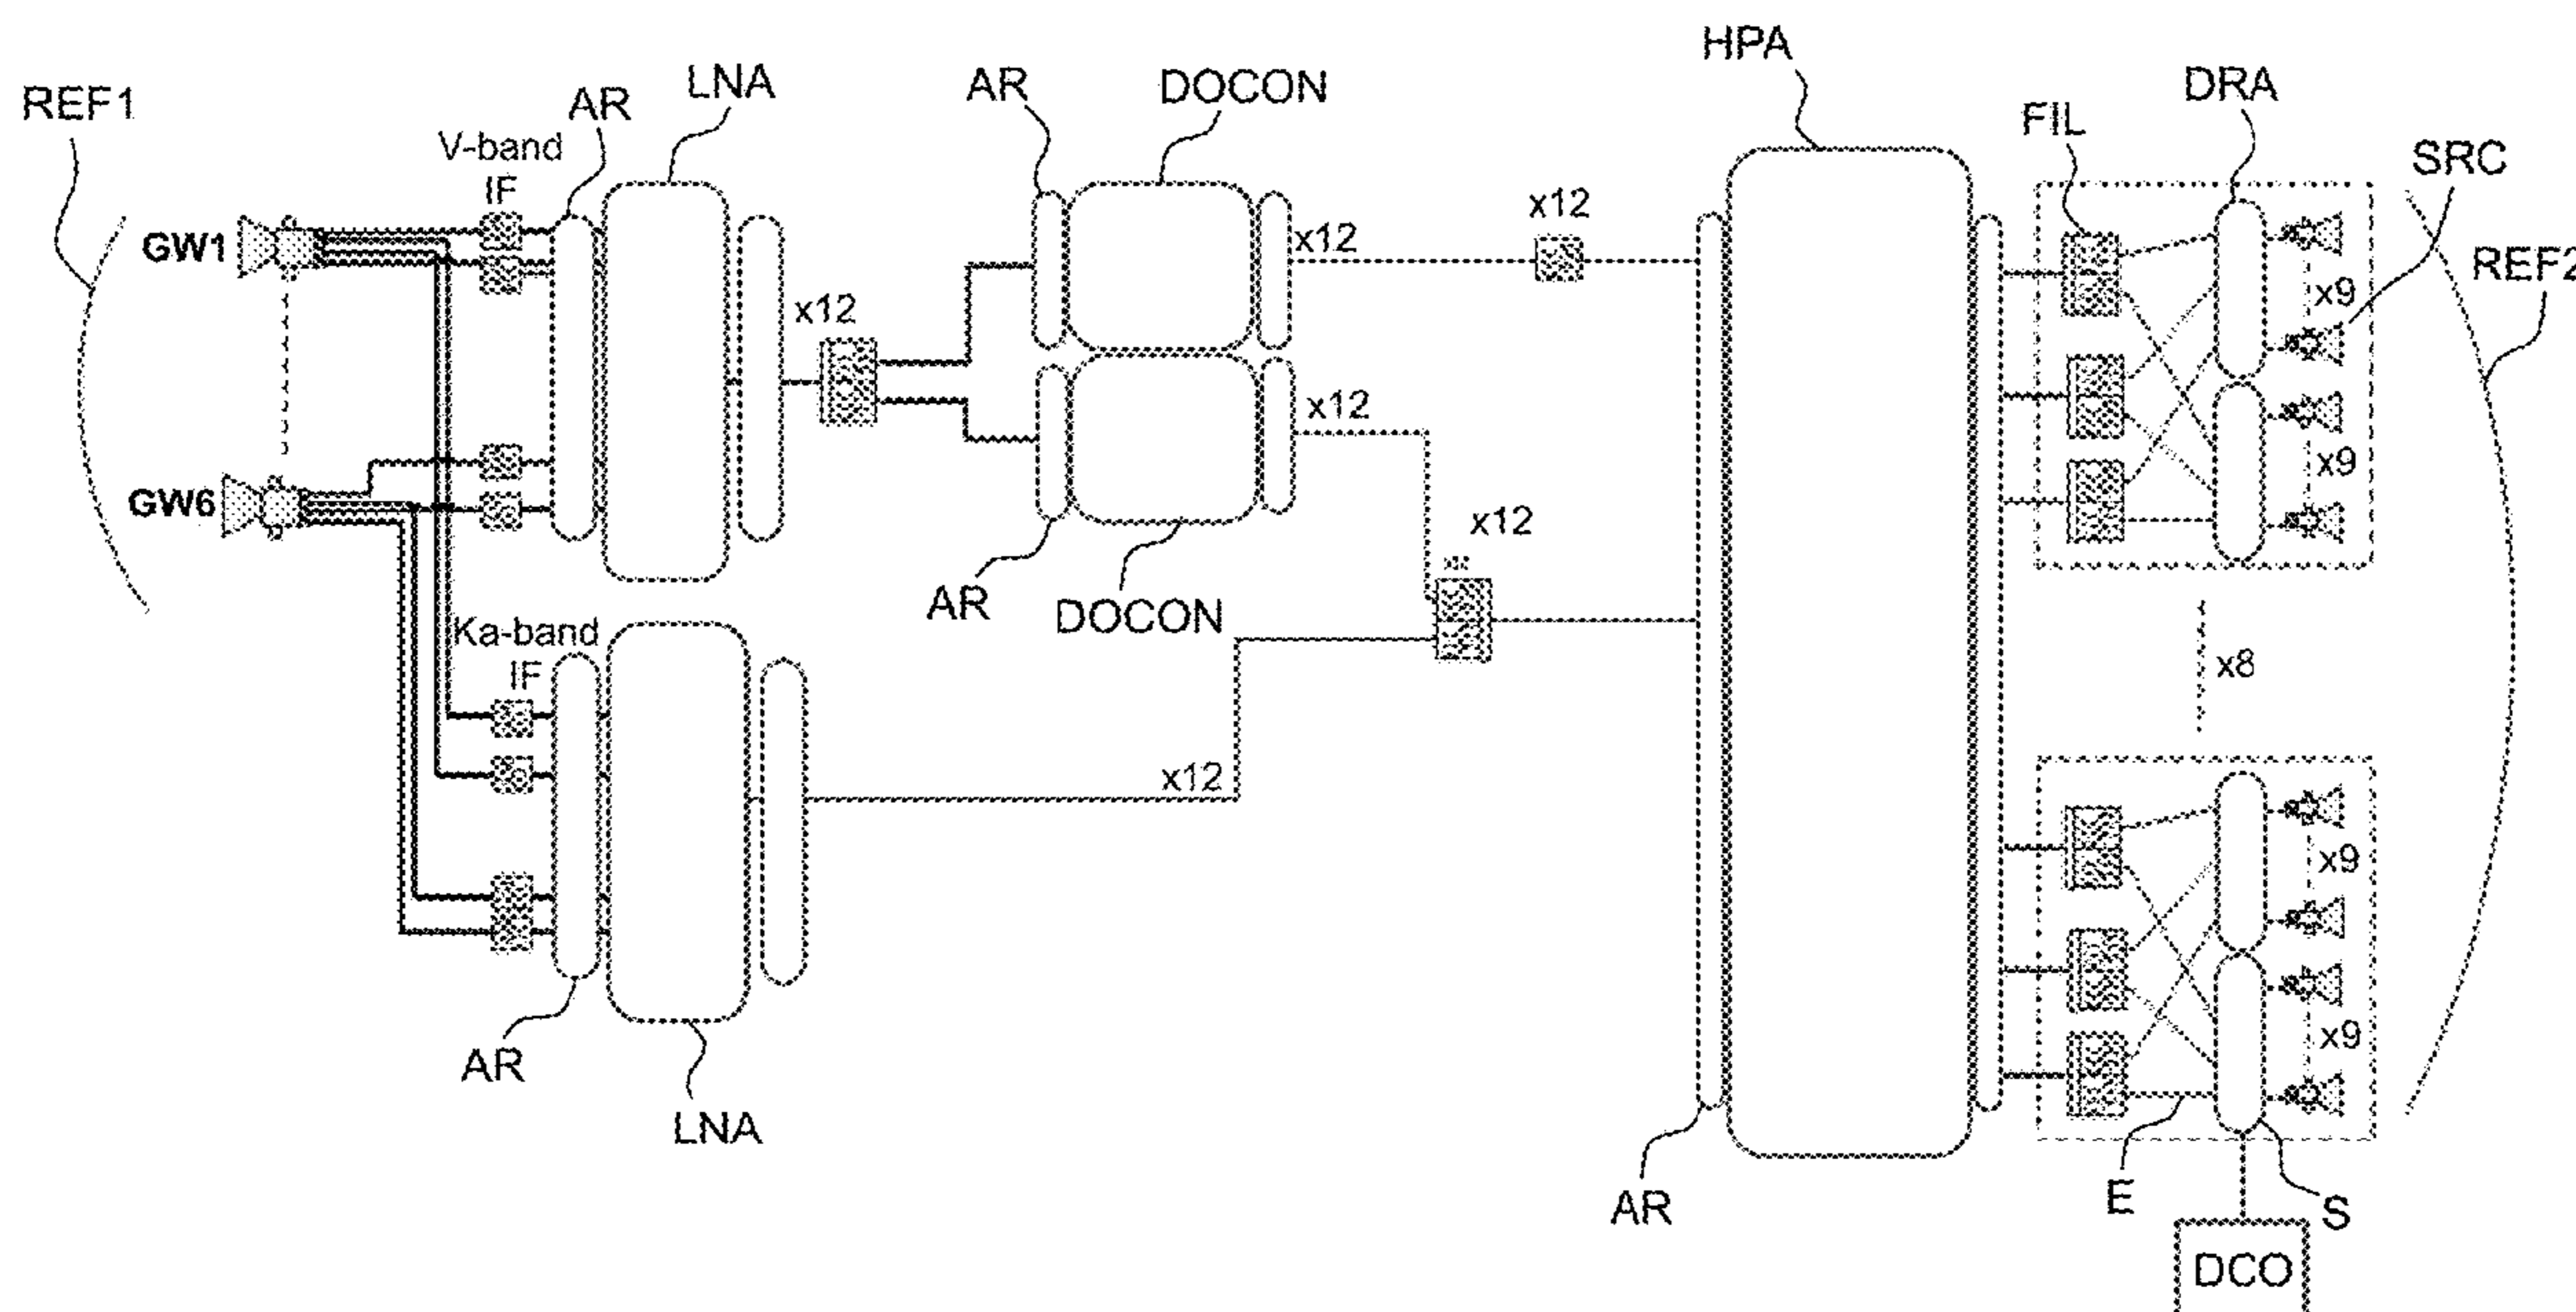 HPA
REF1
AR
LNA
AR
DOCON
FIL
DRA
SRC
V-band
IF
GW1
x12
x12
x12
x9
REF2
GW6
x12
x9
x12
AR
DOCON
Ka-band
IF
x8
x12
x9
x9
AR
LNA
AR
E
S
DCO